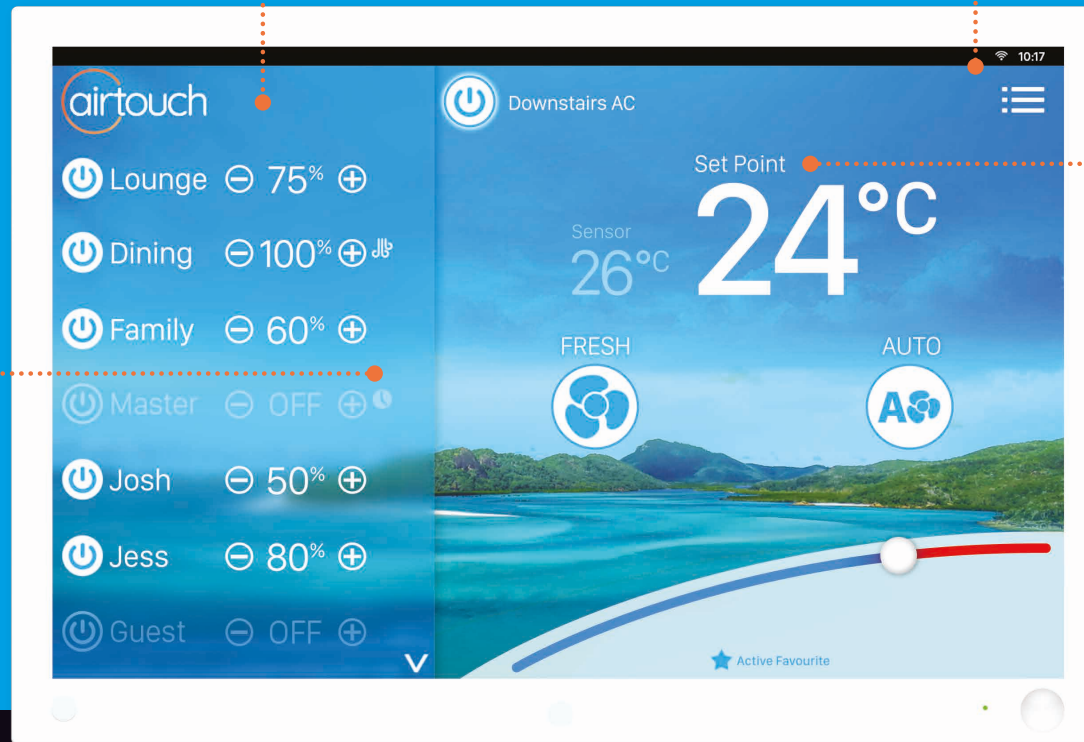 10:17
airtouch
Downstairs AC
Lounge 75%
Dining 100%
Family 60%
Master OFF
Josh 50%
Jess 80%
Guest OFF
Set Point
24°C
Sensor
26°C
FRESH
AUTO
A
Active Favourite